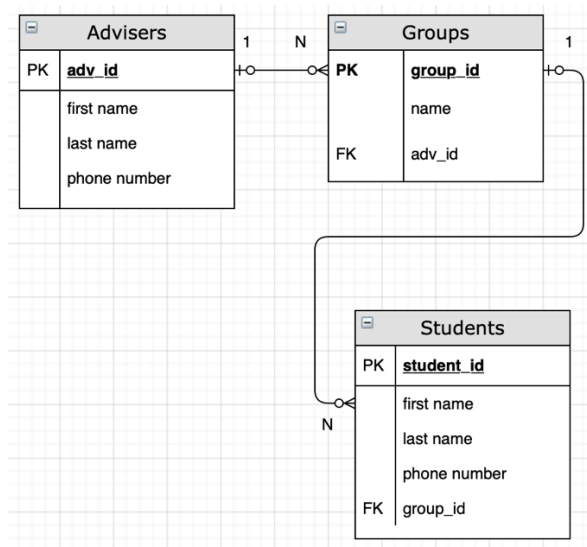 Advisers
PK adv_id
first name
last name
phone number
1 N
Groups
PK group_id
name
FK adv_id
1
Students
PK student_id
first name
last name
phone number
FK group_id
N